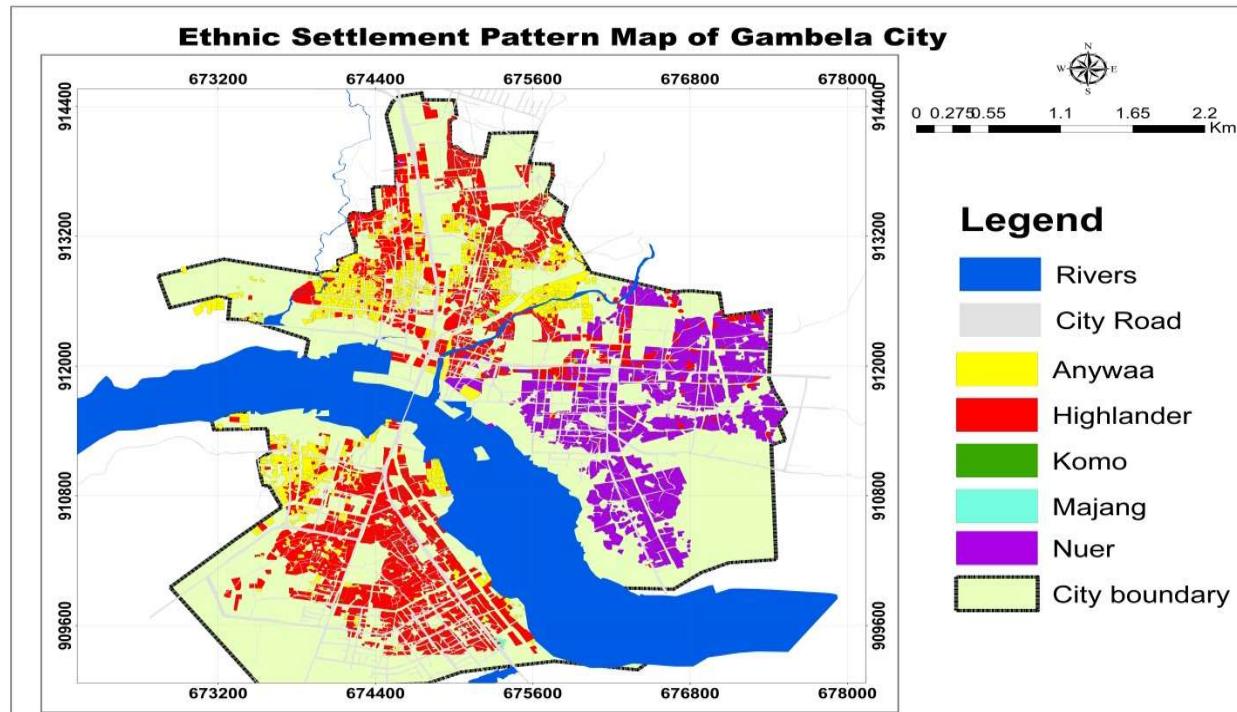 Ethnic Settlement Pattern Map of Gambela City
N
W E
S
0 0.275 0.55 1.1 1.65 2.2
Km
673200 674400 675600 676800 678000
914400 914400
913200 913200
912000 912000
910800 910800
909600 909600
673200 674400 675600 676800 678000
Legend
Rivers
City Road
Anywaa
Highlander
Komo
Majang
Nuer
City boundary